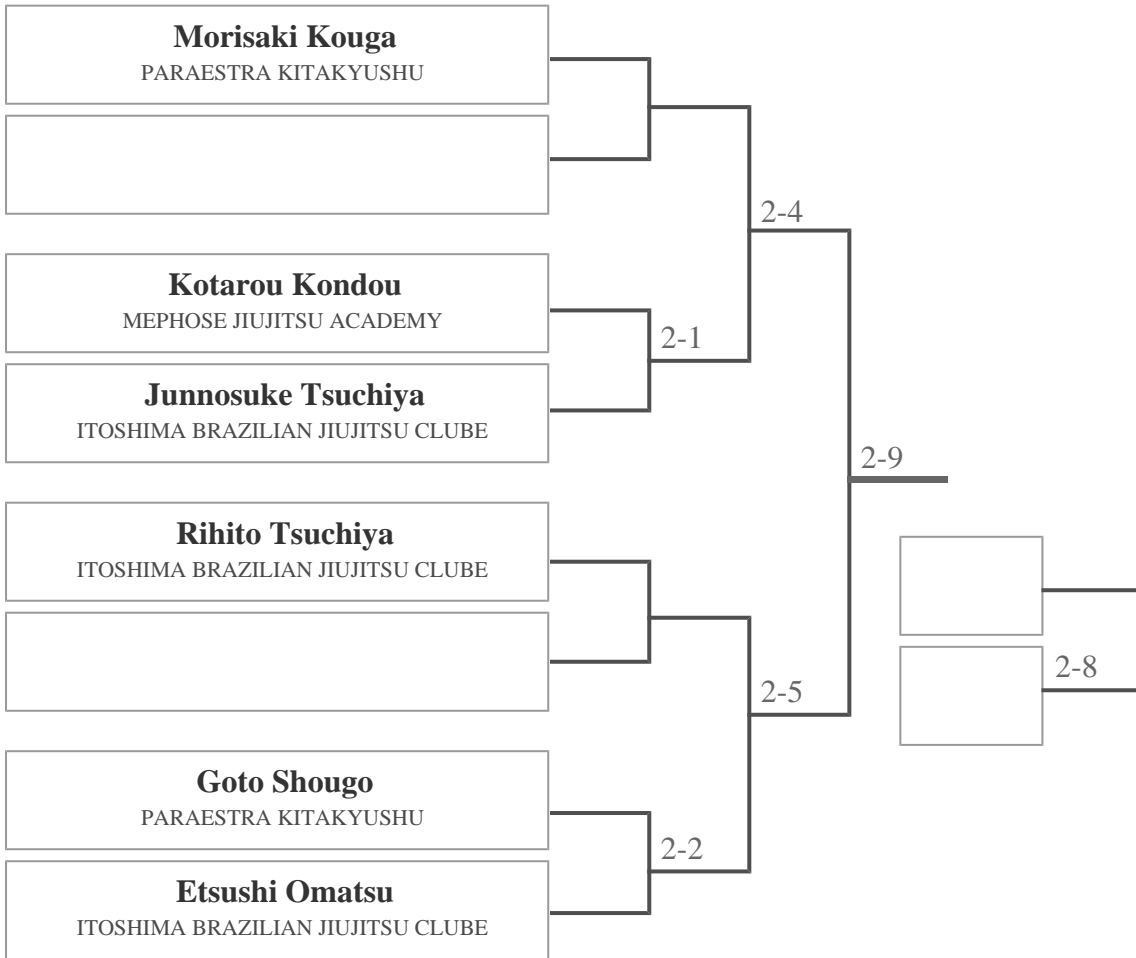 Morisaki Kouga
PARAESTRA KITAKYUSHU
2-4
Kotarou Kondou
MEPHOSE JIUJITSU ACADEMY
2-1
Junnosuke Tsuchiya
ITOSHIMA BRAZILIAN JIUJITSU CLUBE
2-9
Rihito Tsuchiya
ITOSHIMA BRAZILIAN JIUJITSU CLUBE
2-8
2-5
Goto Shougo
PARAESTRA KITAKYUSHU
2-2
Etsushi Omatsu
ITOSHIMA BRAZILIAN JIUJITSU CLUBE